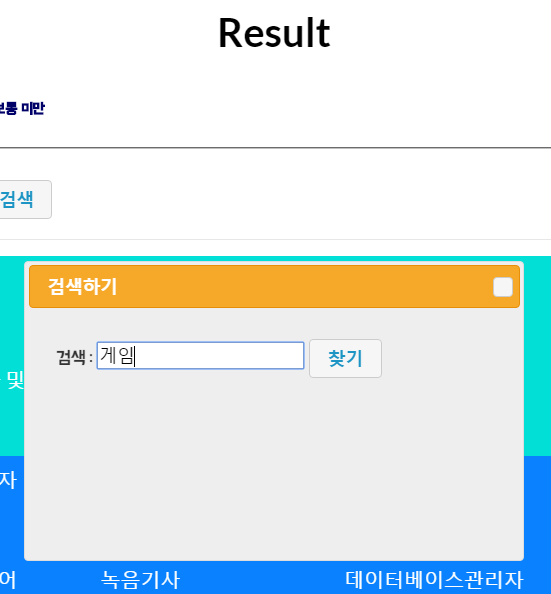 Result
보통 미만
검색
검색하기
및
검색 : 게임 찾기
자
어 녹음기사 데이터베이스관리자